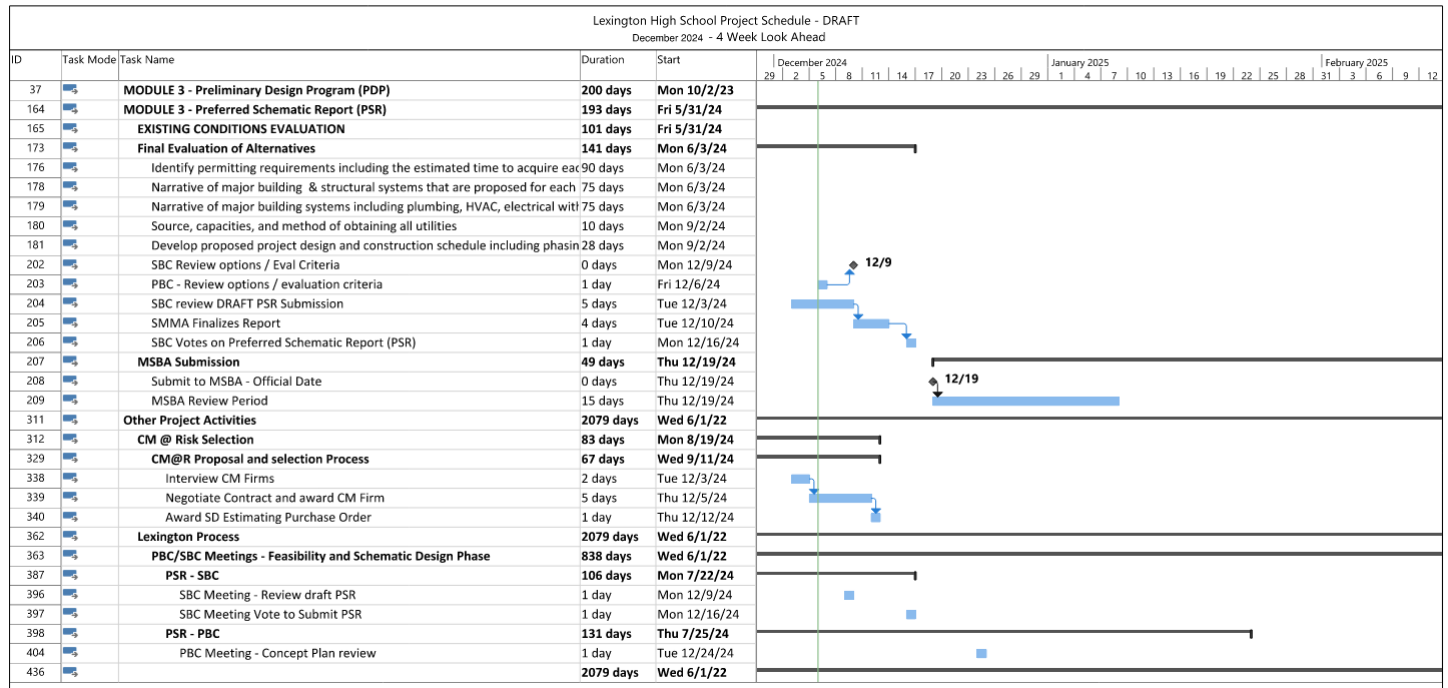 Lexington High School Project Schedule - DRAFT
December 2024 - 4 Week Look Ahead
ID Task Mode Task Name Duration Start December 2024 January 2025 February 2025
29 2 5 8 11 14 17 20 23 26 29 1 4 7 10 13 16 19 22 25 28 31 3 6 9 12
37 MODULE 3 - Preliminary Design Program (PDP) 200 days Mon 10/2/23
164 MODULE 3 - Preferred Schematic Report (PSR) 193 days Fri 5/31/24
165 EXISTING CONDITIONS EVALUATION 101 days Fri 5/31/24
173 Final Evaluation of Alternatives 141 days Mon 6/3/24
176 Identify permitting requirements including the estimated time to acquire eac 90 days Mon 6/3/24
178 Narrative of major building & structural systems that are proposed for each 75 days Mon 6/3/24
179 Narrative of major building systems including plumbing, HVAC, electrical with 75 days Mon 6/3/24
180 Source, capacities, and method of obtaining all utilities 10 days Mon 9/2/24
181 Develop proposed project design and construction schedule including phasin 28 days Mon 9/2/24
202 SBC Review options / Eval Criteria 0 days Mon 12/9/24 12/9
203 PBC - Review options / evaluation criteria 1 day Fri 12/6/24
204 SBC review DRAFT PSR Submission 5 days Tue 12/3/24
205 SMMA Finalizes Report 4 days Tue 12/10/24
206 SBC Votes on Preferred Schematic Report (PSR) 1 day Mon 12/16/24
207 MSBA Submission 49 days Thu 12/19/24
208 Submit to MSBA - Official Date 0 days Thu 12/19/24 12/19
209 MSBA Review Period 15 days Thu 12/19/24
311 Other Project Activities 2079 days Wed 6/1/22
312 CM @ Risk Selection 83 days Mon 8/19/24
329 CM@R Proposal and selection Process 67 days Wed 9/11/24
338 Interview CM Firms 2 days Tue 12/3/24
339 Negotiate Contract and award CM Firm 5 days Thu 12/5/24
340 Award SD Estimating Purchase Order 1 day Thu 12/12/24
362 Lexington Process 2079 days Wed 6/1/22
363 PBC/SBC Meetings - Feasibility and Schematic Design Phase 838 days Wed 6/1/22
387 PSR - SBC 106 days Mon 7/22/24
396 SBC Meeting - Review draft PSR 1 day Mon 12/9/24
397 SBC Meeting Vote to Submit PSR 1 day Mon 12/16/24
398 PSR - PBC 131 days Thu 7/25/24
404 PBC Meeting - Concept Plan review 1 day Tue 12/24/24
436 2079 days Wed 6/1/22